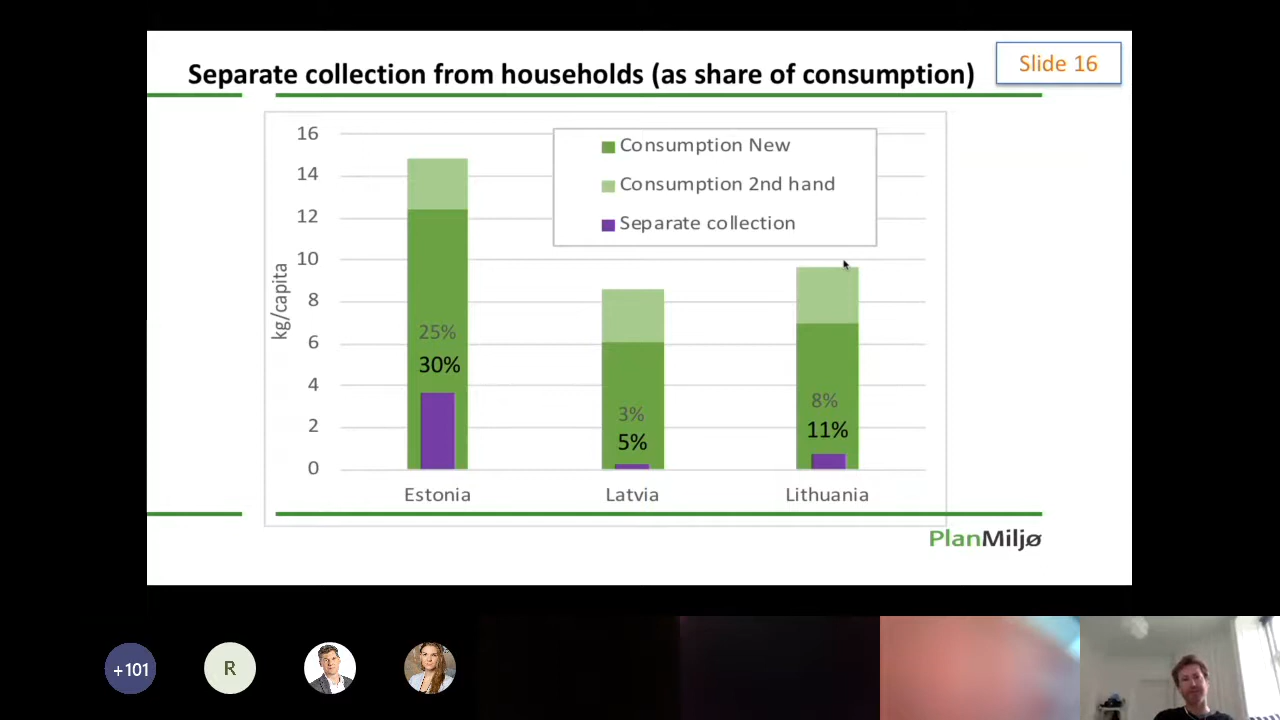 Separate collection from households (as share of consumption)
Slide 16
16
14
12
10
8
6
4
2
0
kg/capita
Consumption New
Consumption 2nd hand
Separate collection
25%
30%
3%
5%
8%
11%
Estonia
Latvia
Lithuania
PlanMiljø
+101
R